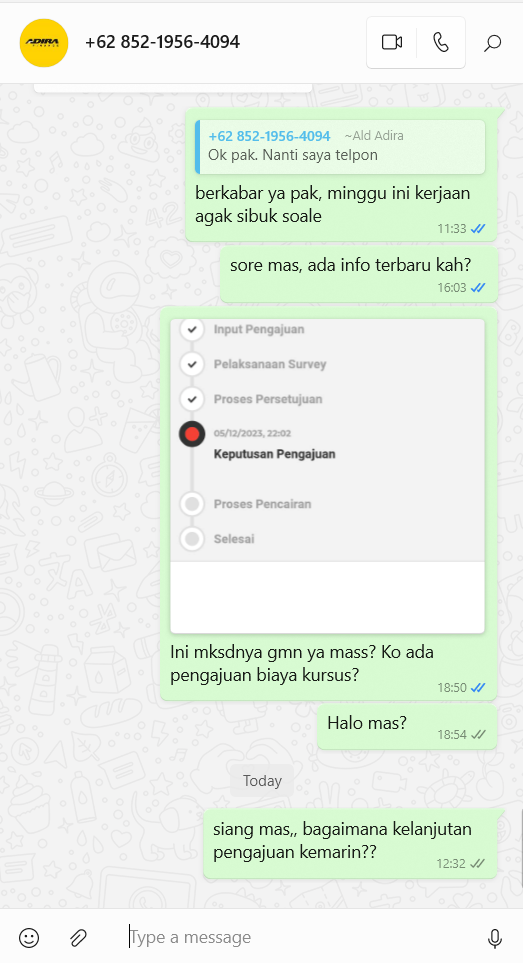 ADIRA
FINANCE
+62 852-1956-4094
+62 852-1956-4094 ~Ald Adira
Ok pak. Nanti saya telpon
berkabar ya pak, minggu ini kerjaan
agak sibuk soale
11:33
sore mas, ada info terbaru kah?
16:03
Input Pengajuan
Pelaksanaan Survey
Proses Persetujuan
05/12/2023, 22:02
Keputusan Pengajuan
Proses Pencairan
Selesai
Ini mksdnya gmn ya mass? Ko ada
pengajuan biaya kursus?
18:50
Halo mas?
18:54
Today
siang mas,, bagaimana kelanjutan
pengajuan kemarin??
12:32
Type a message